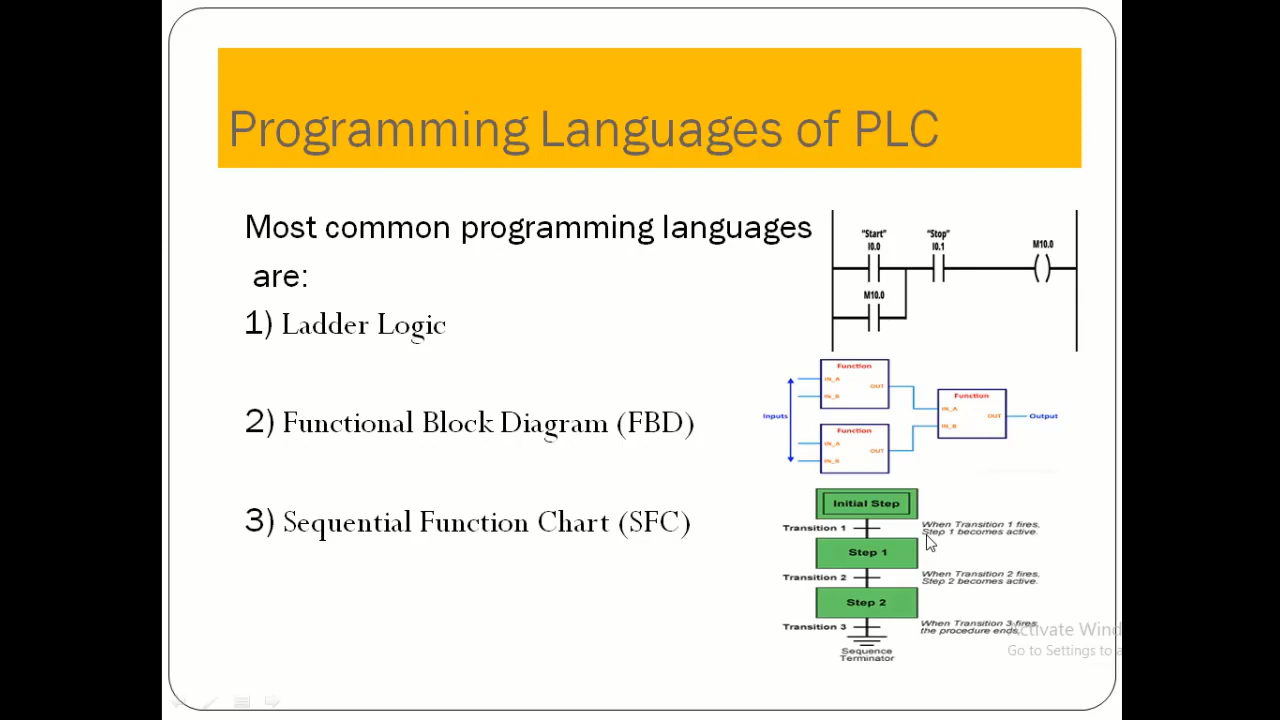 Programming Languages of PLC
Most common programming languages
are:
1) Ladder Logic
2) Functional Block Diagram (FBD)
3) Sequential Function Chart (SFC)
"Start" "Stop"
I0.0 I0.1 M10.0
M10.0
Function
IN_A
OUT
IN_B
Function
IN_A
OUT
IN_B
Inputs
Function
IN_A
OUT
IN_B
Output
Initial Step
Transition 1
When Transition 1 fires,
Step 1 becomes active.
Step 1
Transition 2
When Transition 2 fires,
Step 2 becomes active.
Step 2
Transition 3
When Transition 3 fires,
the procedure ends.
Sequence
Terminator
Activate Wind
Go to Settings to a